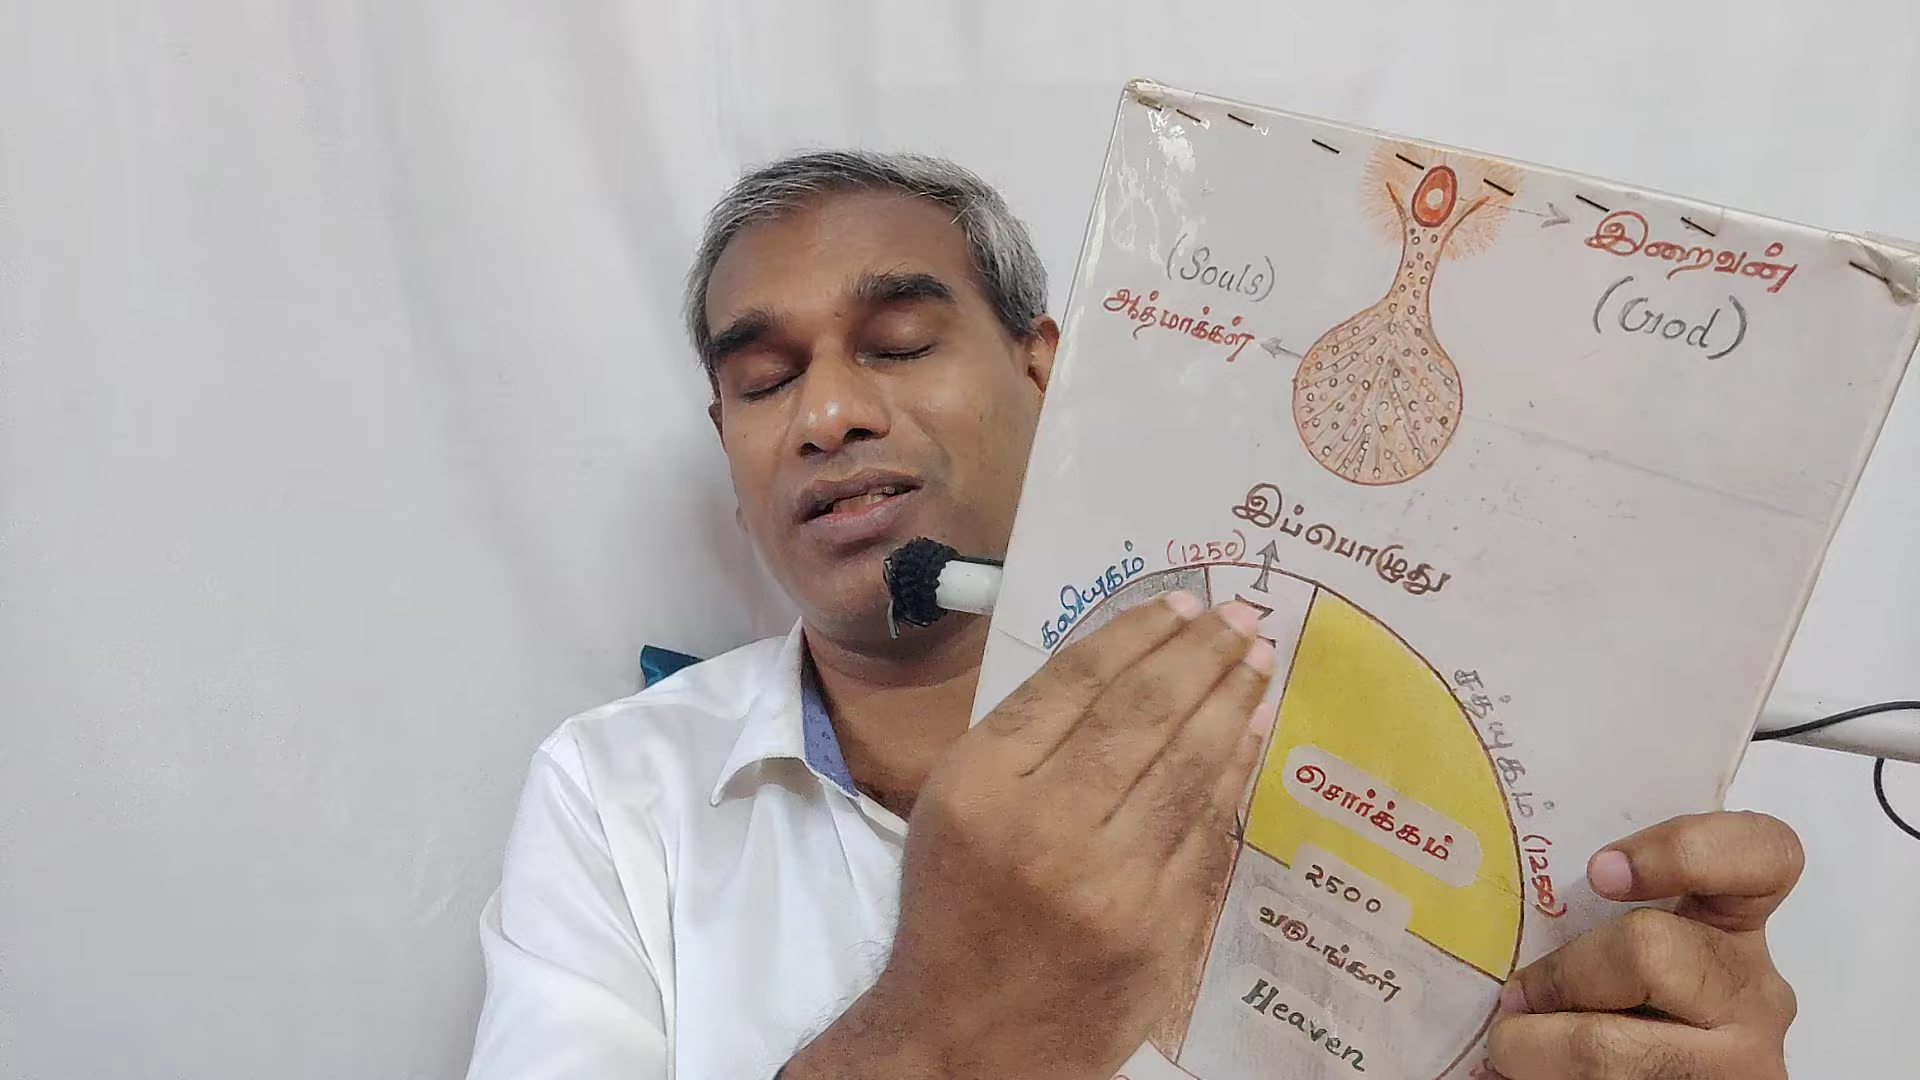 இறைவன்
(God)
(Souls)
ஆத்மாக்கள்
இப்பொழுது
கலியுகம் (1250)
சத்யுகம் (1250)
சொர்க்கம்
2500
வருடங்கள்
Heaven